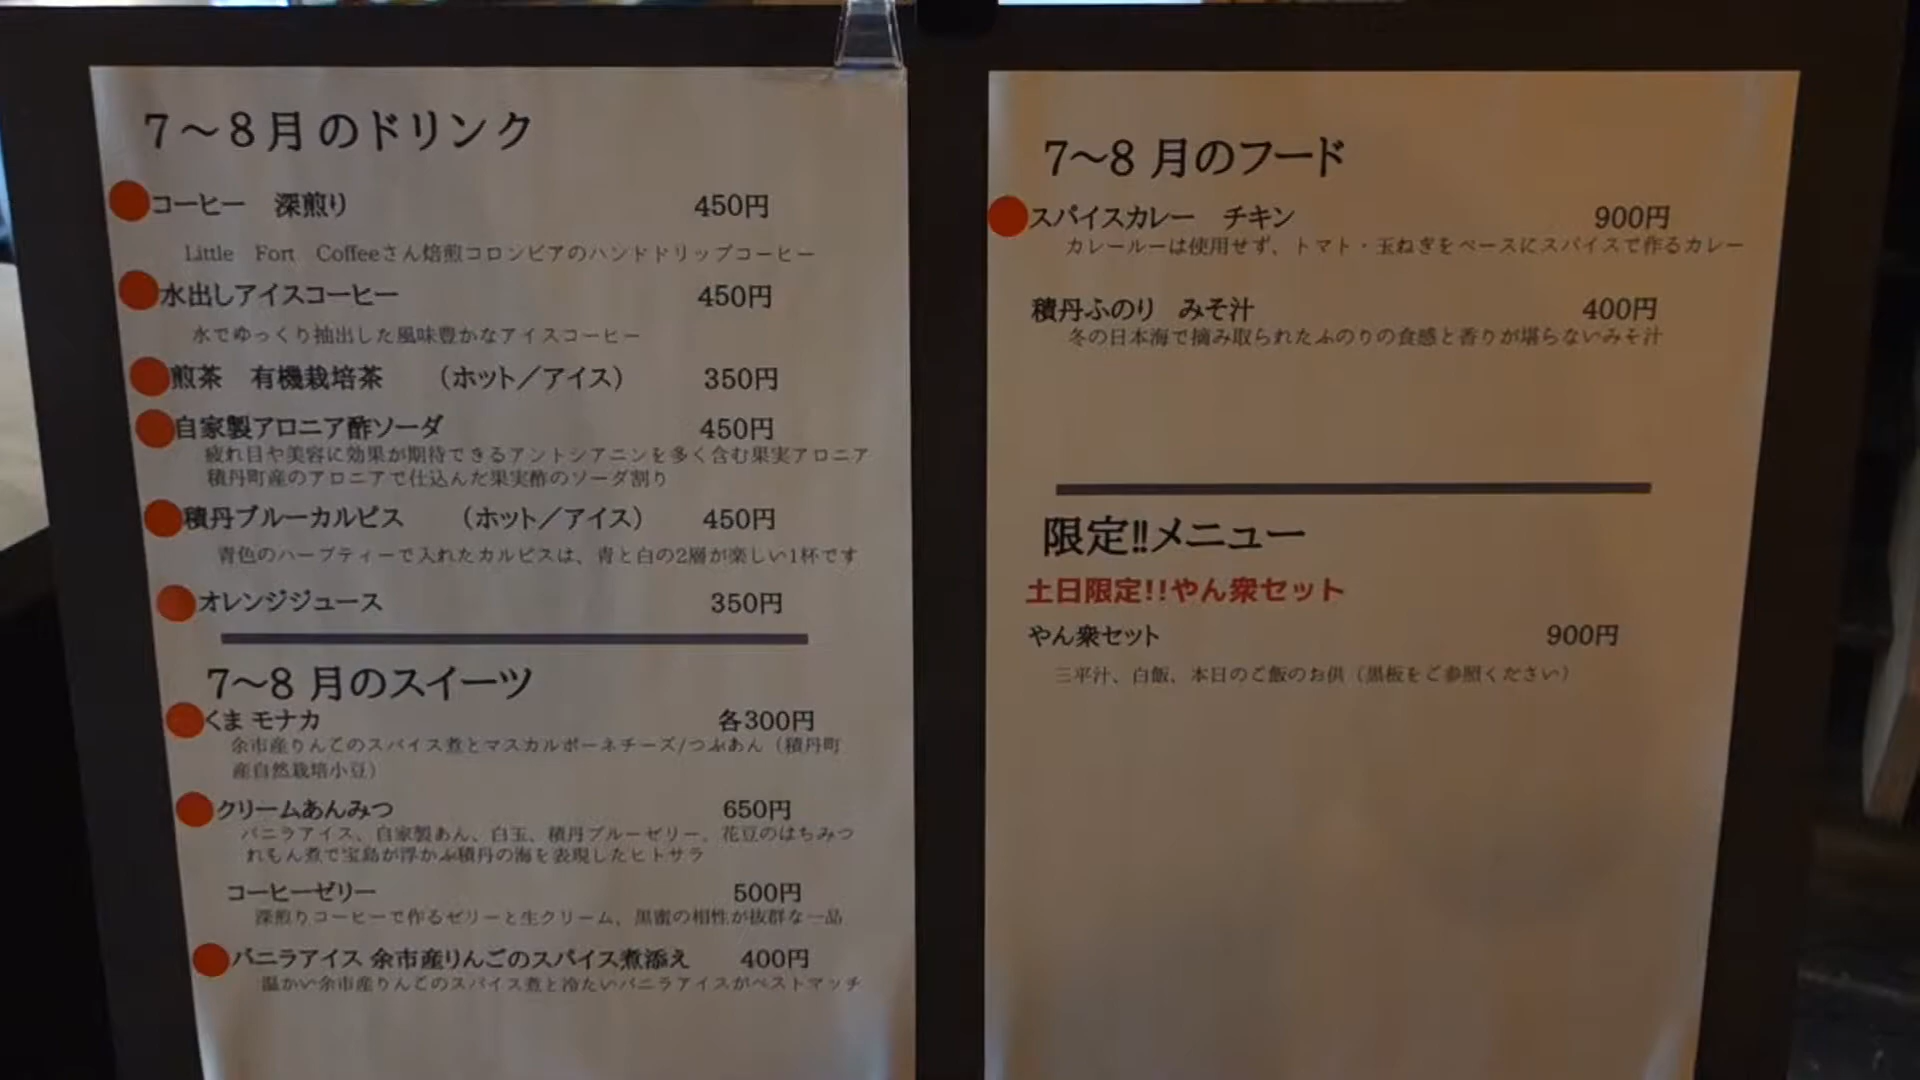 7～8月のドリンク
コーヒー　深煎り 450円
Little Fort Coffeeさん焙煎コロンビアのハンドドリップコーヒー
水出しアイスコーヒー 450円
水でゆっくり抽出した風味豊かなアイスコーヒー
煎茶　有機栽培茶　（ホット／アイス） 350円
自家製アロニア酢ソーダ 450円
疲れ目や美容に効果が期待できるアントシアニンを多く含む果実アロニア
積丹町産のアロニアで仕込んだ果実酢のソーダ割り
積丹ブルーカルピス　（ホット／アイス） 450円
青色のハーブティーで入れたカルピスは、青と白の2層が楽しい1杯です
オレンジジュース 350円
7～8 月のスイーツ
くま モナカ 各300円
余市産りんごのスパイス煮とマスカルポーネチーズ/つぶあん（積丹町
産自然栽培小豆）
クリームあんみつ 650円
バニラアイス、自家製あん、白玉、積丹ブルーゼリー、花豆のはちみつ
れもん煮で宝島が浮かぶ積丹の海を表現したヒトサラ
コーヒーゼリー 500円
深煎りコーヒーで作るゼリーと生クリーム、黒蜜の相性が抜群な一品
バニラアイス 余市産りんごのスパイス煮添え 400円
温かい余市産りんごのスパイス煮と冷たいバニラアイスがベストマッチ
7～8 月のフード
スパイスカレー　チキン 900円
カレールーは使用せず、トマト・玉ねぎをベースにスパイスで作るカレー
積丹ふのり　みそ汁 400円
冬の日本海で摘み取られたふのりの食感と香りが堪らないみそ汁
限定!!メニュー
土日限定!!やん衆セット
やん衆セット 900円
三平汁、白飯、本日のご飯のお供（黒板をご参照ください）